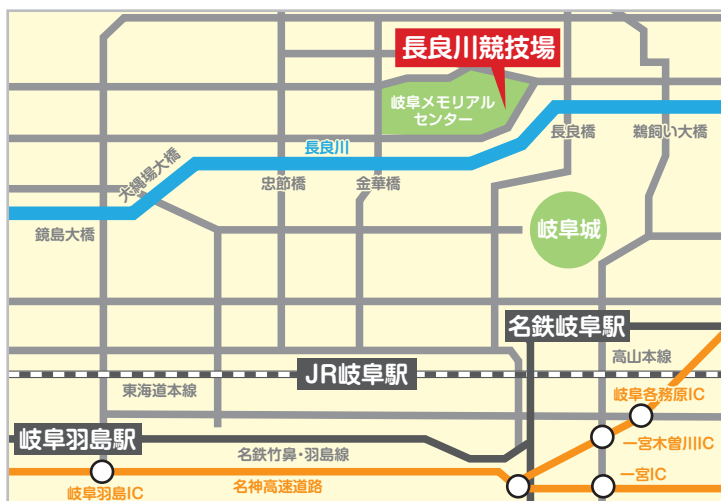 長良川競技場
岐阜メモリアル
センター
長良川
長良橋
鵜飼い大橋
犬縄場大橋
忠節橋
金華橋
鏡島大橋
岐阜城
名鉄岐阜駅
高山本線
JR岐阜駅
東海道本線
岐阜各務原IC
岐阜羽島駅
一宮木曽川IC
名鉄竹鼻・羽島線
一宮IC
岐阜羽島IC
名神高速道路